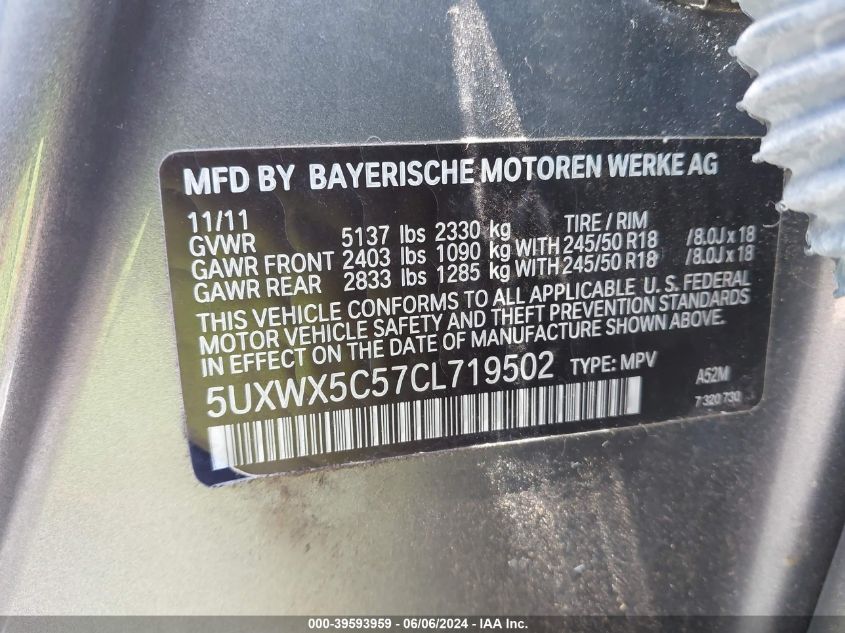 MFD BY BAYERISCHE MOTOREN WERKE AG
11/11 TIRE / RIM
GVWR 5137 lbs 2330 kg
GAWR FRONT 2403 lbs 1090 kg WITH 245/50 R18 /8.0J x 18
GAWR REAR 2833 lbs 1285 kg WITH 245/50 R18 /8.0J x 18
THIS VEHICLE CONFORMS TO ALL APPLICABLE U. S. FEDERAL
MOTOR VEHICLE SAFETY AND THEFT PREVENTION STANDARDS
IN EFFECT ON THE DATE OF MANUFACTURE SHOWN ABOVE.
5UXWX5C57CL719502 TYPE: MPV A52M
7 320 730
000-39593959 - 06/06/2024 - IAA, Inc.